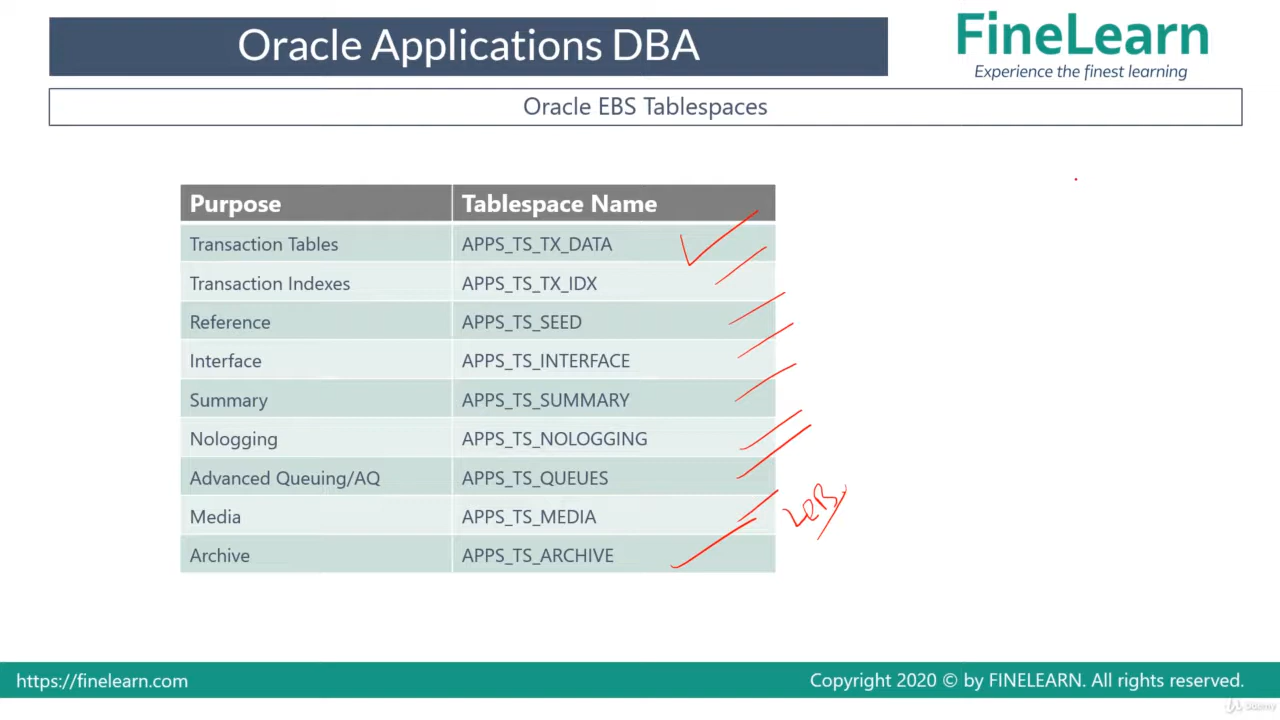 Oracle Applications DBA
FineLearn
Experience the finest learning
Oracle EBS Tablespaces
Purpose Tablespace Name
Transaction Tables APPS_TS_TX_DATA
Transaction Indexes APPS_TS_TX_IDX
Reference APPS_TS_SEED
Interface APPS_TS_INTERFACE
Summary APPS_TS_SUMMARY
Nologging APPS_TS_NOLOGGING
Advanced Queuing/AQ APPS_TS_QUEUES
Media APPS_TS_MEDIA
LOB
Archive APPS_TS_ARCHIVE
https://finelearn.com Copyright 2020 © by FINELEARN. All rights reserved.
Udemy